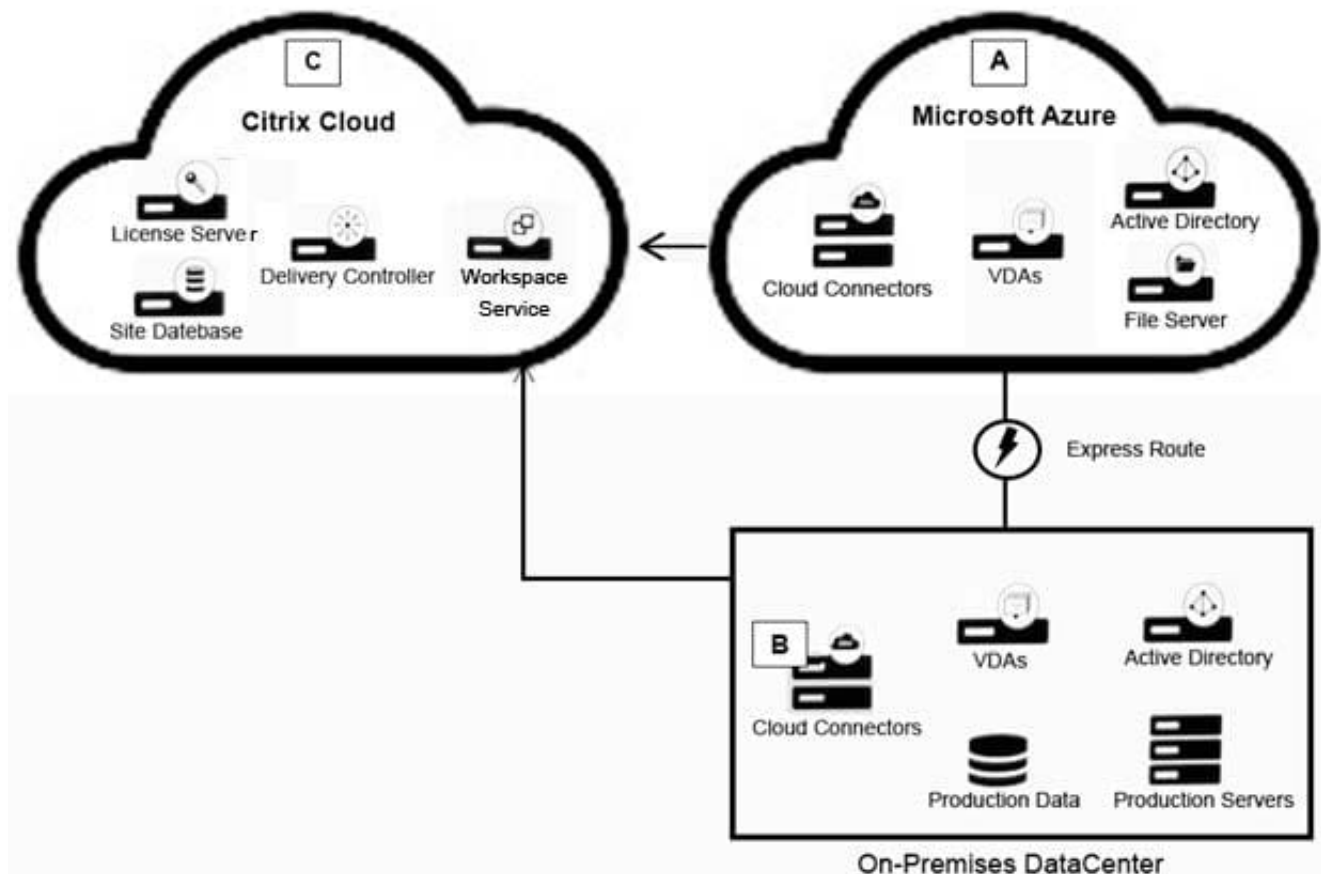 C
Citrix Cloud
License Server
Delivery Controller
Workspace
Service
Site Datebase
A
Microsoft Azure
Cloud Connectors
VDAs
Active Directory
File Server
Express Route
B
Cloud Connectors
VDAs
Active Directory
Production Data
Production Servers
On-Premises DataCenter